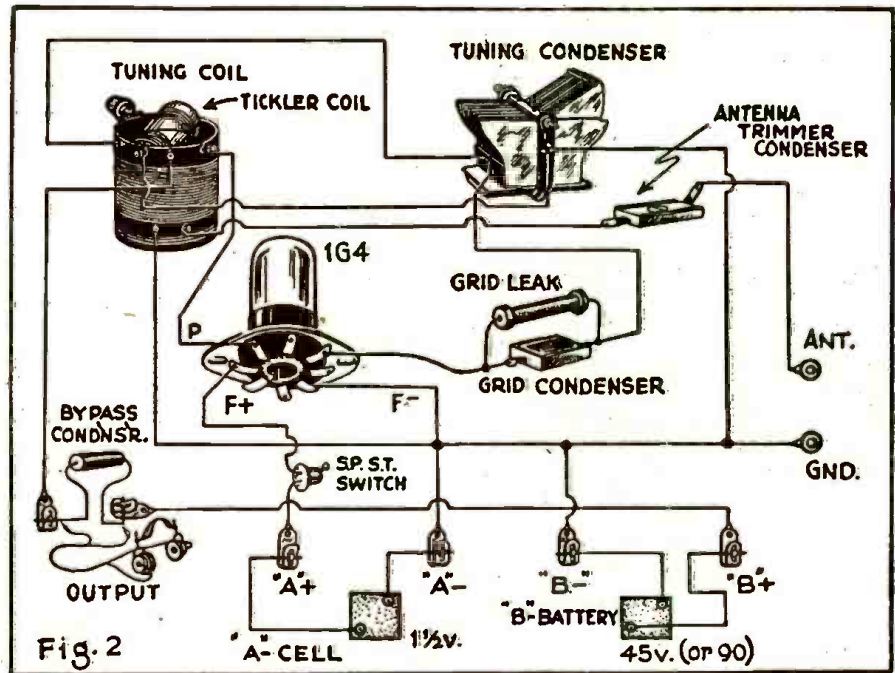 TUNING COIL
TICKLER COIL
TUNING CONDENSER
ANTENNA
TRIMMER
CONDENSER
1G4
GRID LEAK
P
GRID CONDENSER
ANT.
F+
F-
BYPASS
CONDNSR.
S.P.S.T.
SWITCH
GND.
OUTPUT
"A"+
"A"-
"B"-
"B"+
"A"-CELL
1½v.
"B"-BATTERY
45v. (or 90)
Fig. 2